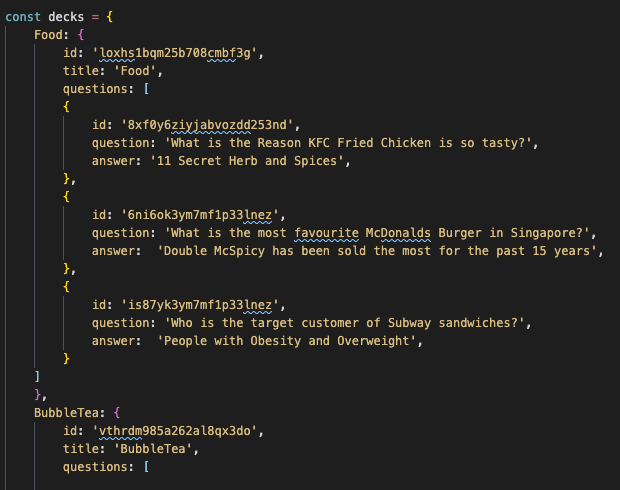 const decks = {
Food: {
id: 'loxhs1bqm25b708cmbf3g',
title: 'Food',
questions: [
{
id: '8xf0y6ziyjabvozdd253nd',
question: 'What is the Reason KFC Fried Chicken is so tasty?',
answer: '11 Secret Herb and Spices',
},
{
id: '6ni6ok3ym7mf1p33lnez',
question: 'What is the most favourite McDonalds Burger in Singapore?',
answer:  'Double McSpicy has been sold the most for the past 15 years',
},
{
id: 'is87yk3ym7mf1p33lnez',
question: 'Who is the target customer of Subway sandwiches?',
answer:  'People with Obesity and Overweight',
}
]
},
BubbleTea: {
id: 'vthrdm985a262al8qx3do',
title: 'BubbleTea',
questions: [